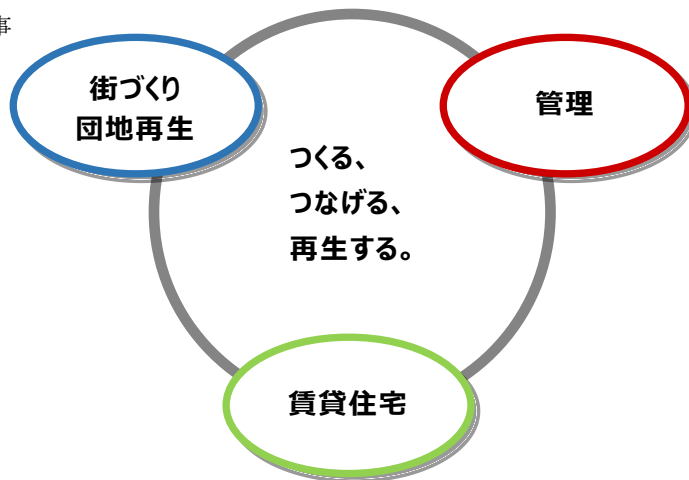 事
街づくり
団地再生
管理
つくる、
つなげる、
再生する。
賃貸住宅